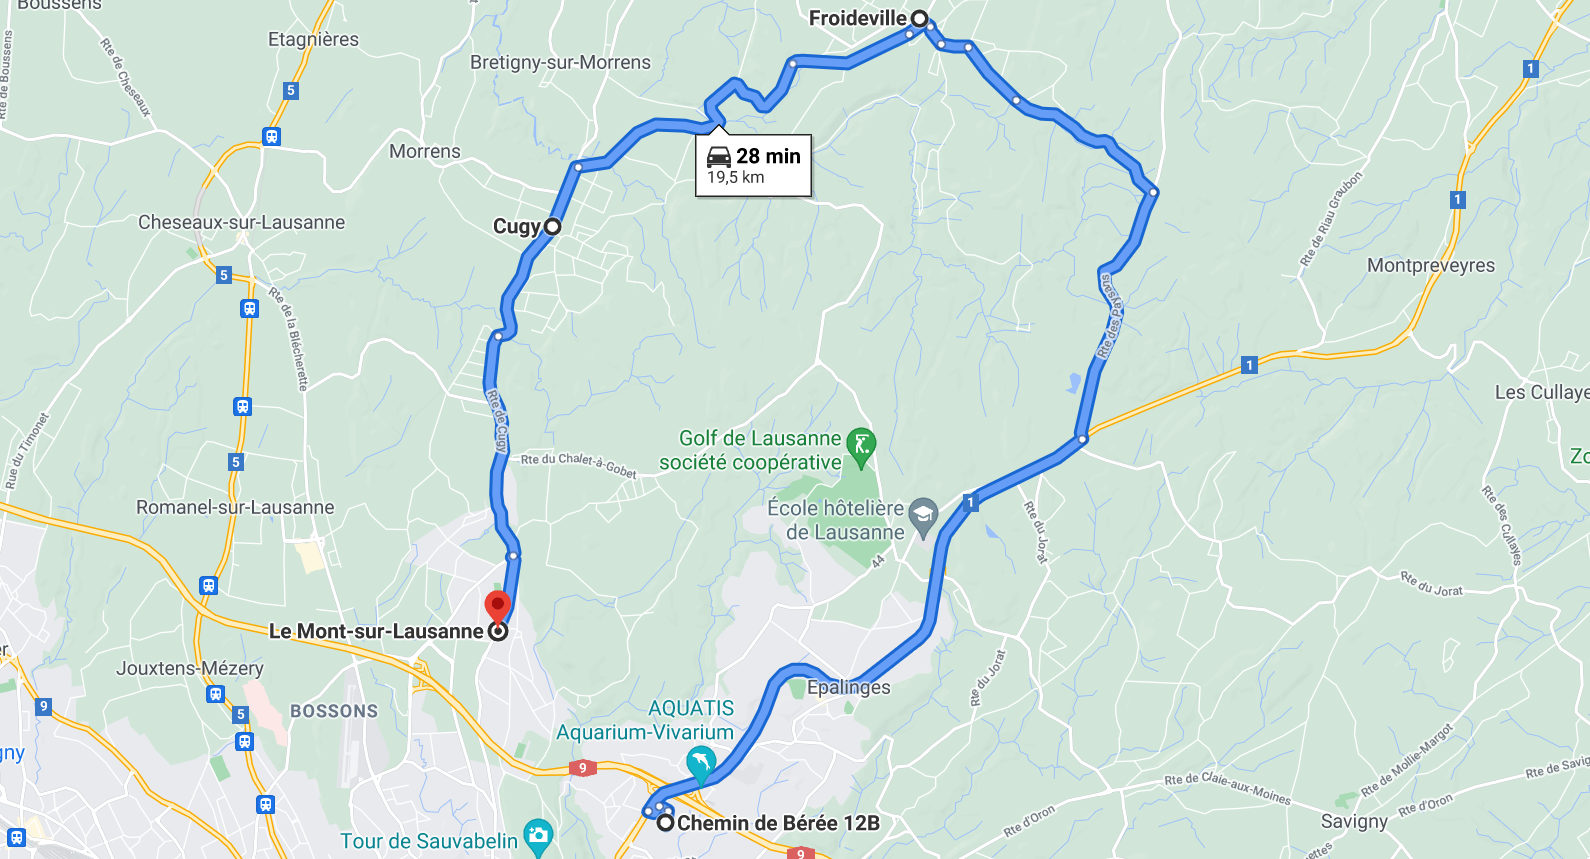 Boussens
Froideville
Etagnières
Rte de Boussens
Rte de Cheseaux
Bretigny-sur-Morrens
1
5
Morrens
28 min
19,5 km
1
Rte de Riau Graubon
Cheseaux-sur-Lausanne
Cugy
Montpreveyres
5
Rte de la Blécherette
Rte des Paysans
1
Rte de Cugy
Les Cullaye
Rue du Timonet
Golf de Lausanne
société coopérative
Rte du Chalet-à-Gobet
5
Zo
Romanel-sur-Lausanne
École hôtelière
de Lausanne
1
Rte du Jorat
Rte des Cullayes
44
Rte du Jorat
Le Mont-sur-Lausanne
er
Jouxtens-Mézery
Rte du Jorat
Epalinges
9
5
BOSSONS
AQUATIS
Aquarium-Vivarium
gny
9
Rte de Mollie-Margot
Rte de Savig
Rte de Claie-aux-Moines
Chemin de Bérée 12B
Rte d'Oron
Rte d'Oron
Savigny
Tour de Sauvabelin
9
ettes